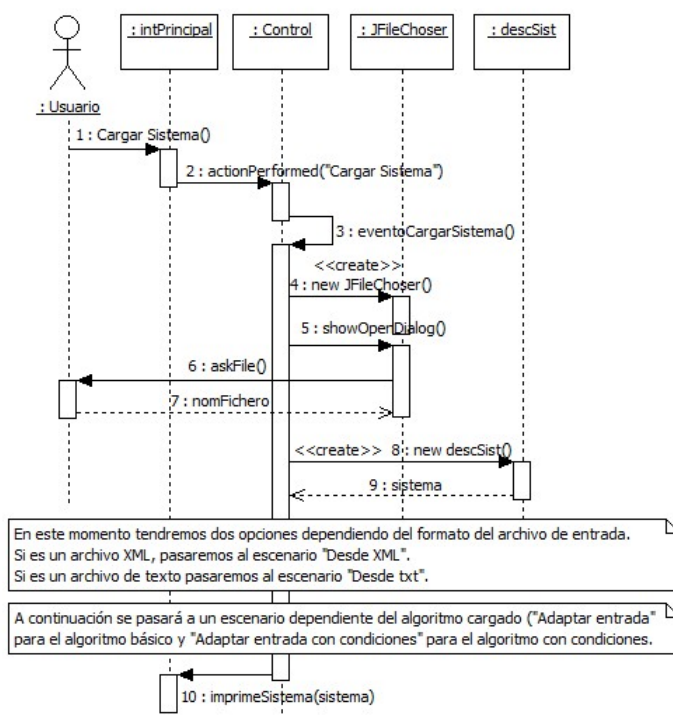 : intPrincipal
: Control
: JFileChoser
: descSist
: Usuario
1 : Cargar Sistema()
2 : actionPerformed("Cargar Sistema")
3 : eventoCargarSistema()
<<create>>
4 : new JFileChoser()
5 : showOpenDialog()
6 : askFile()
7 : nomFichero
<<create>> 8 : new descSist()
9 : sistema
En este momento tendremos dos opciones dependiendo del formato del archivo de entrada.
Si es un archivo XML, pasaremos al escenario "Desde XML".
Si es un archivo de texto pasaremos al escenario "Desde txt".
A continuación se pasará a un escenario dependiente del algoritmo cargado ("Adaptar entrada"
para el algoritmo básico y "Adaptar entrada con condiciones" para el algoritmo con condiciones.
10 : imprimeSistema(sistema)